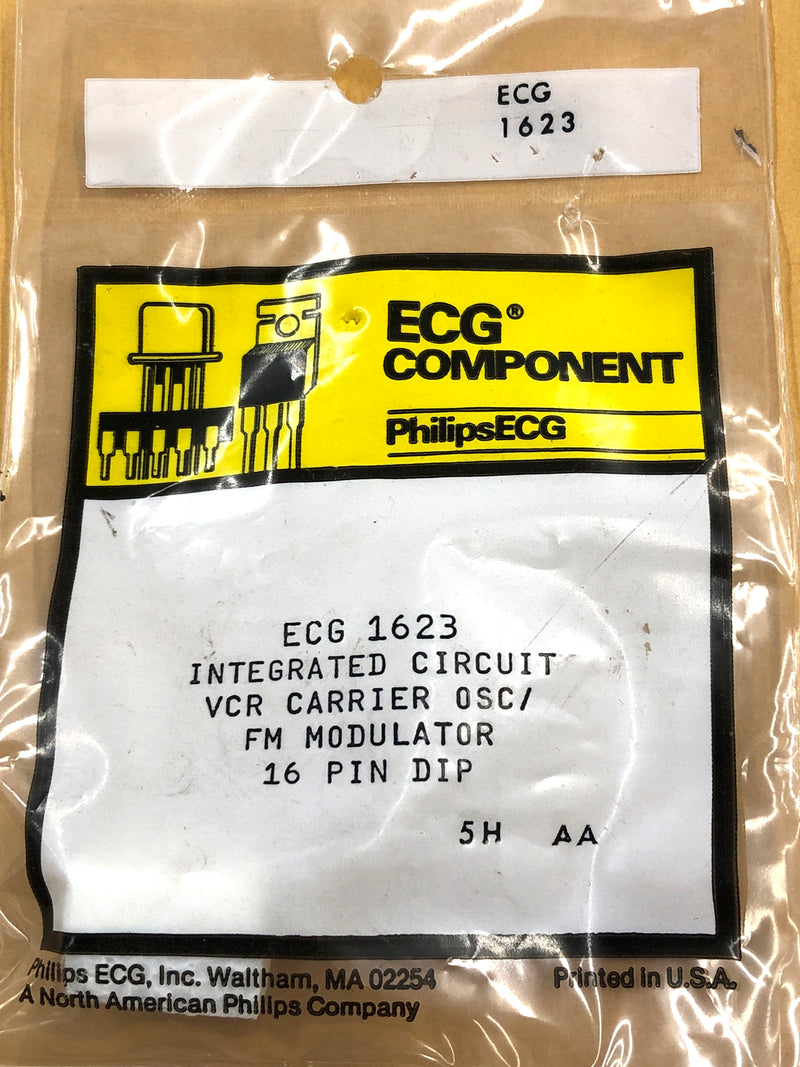 ECG
1623
ECG®
COMPONENT
PhilipsECG
ECG 1623
INTEGRATED CIRCUIT
VCR CARRIER OSC/
FM MODULATOR
16 PIN DIP
5H AA
Philips ECG, Inc. Waltham, MA 02254
Printed in U.S.A.
A North American Philips Company